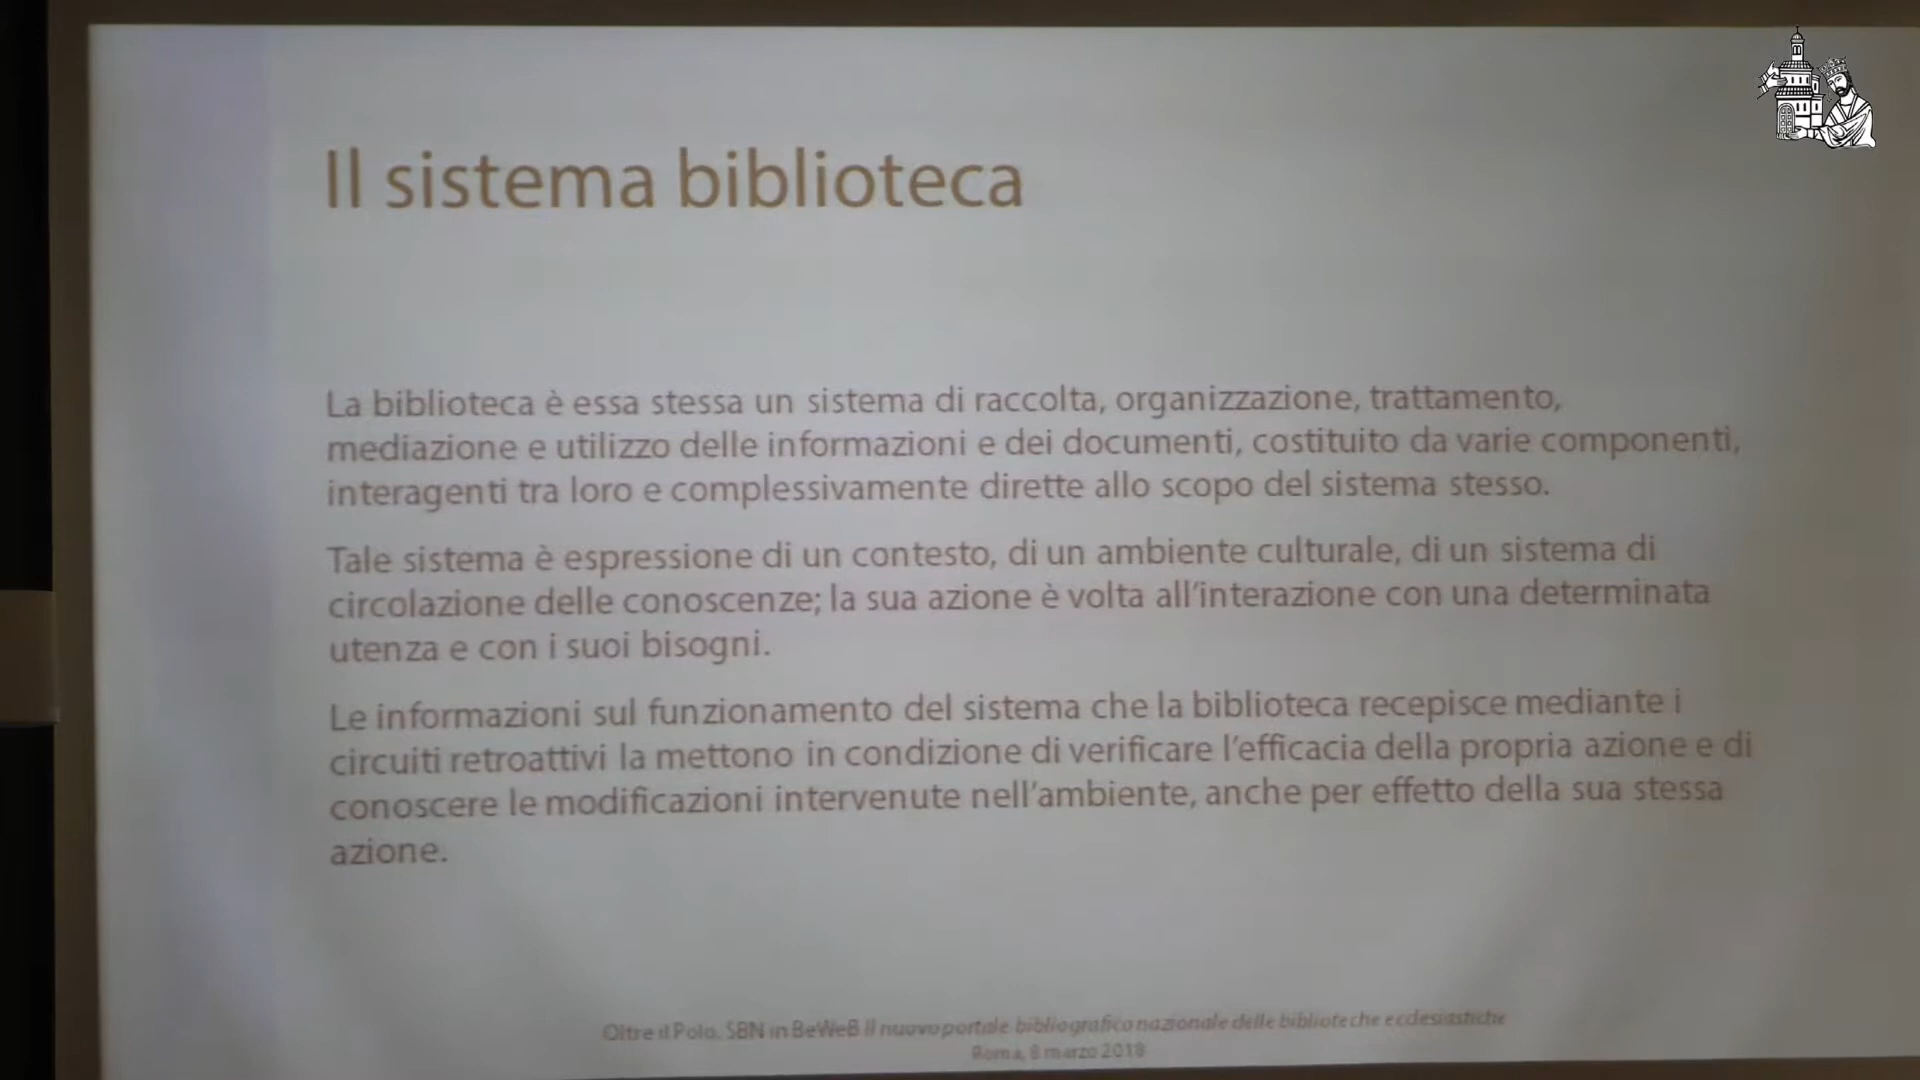 Il sistema biblioteca
La biblioteca è essa stessa un sistema di raccolta, organizzazione, trattamento,
mediazione e utilizzo delle informazioni e dei documenti, costituito da varie componenti,
interagenti tra loro e complessivamente dirette allo scopo del sistema stesso.
Tale sistema è espressione di un contesto, di un ambiente culturale, di un sistema di
circolazione delle conoscenze; la sua azione è volta all'interazione con una determinata
utenza e con i suoi bisogni.
Le informazioni sul funzionamento del sistema che la biblioteca recepisce mediante i
circuiti retroattivi la mettono in condizione di verificare l'efficacia della propria azione e di
conoscere le modificazioni intervenute nell'ambiente, anche per effetto della sua stessa
azione.
Oltre il Polo. SBN in BeWeB Il nuovo portale bibliografico nazionale delle biblioteche ecclesiastiche
Roma, 8 marzo 2018